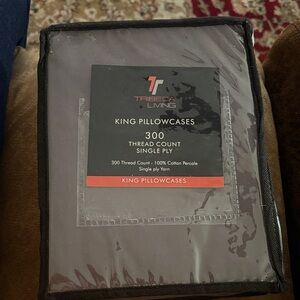 TRIBECA
LIVING
KING PILLOWCASES
300
THREAD COUNT
SINGLE PLY
300 Thread Count - 100% Cotton Percale
Single ply Yarn
KING PILLOWCASES